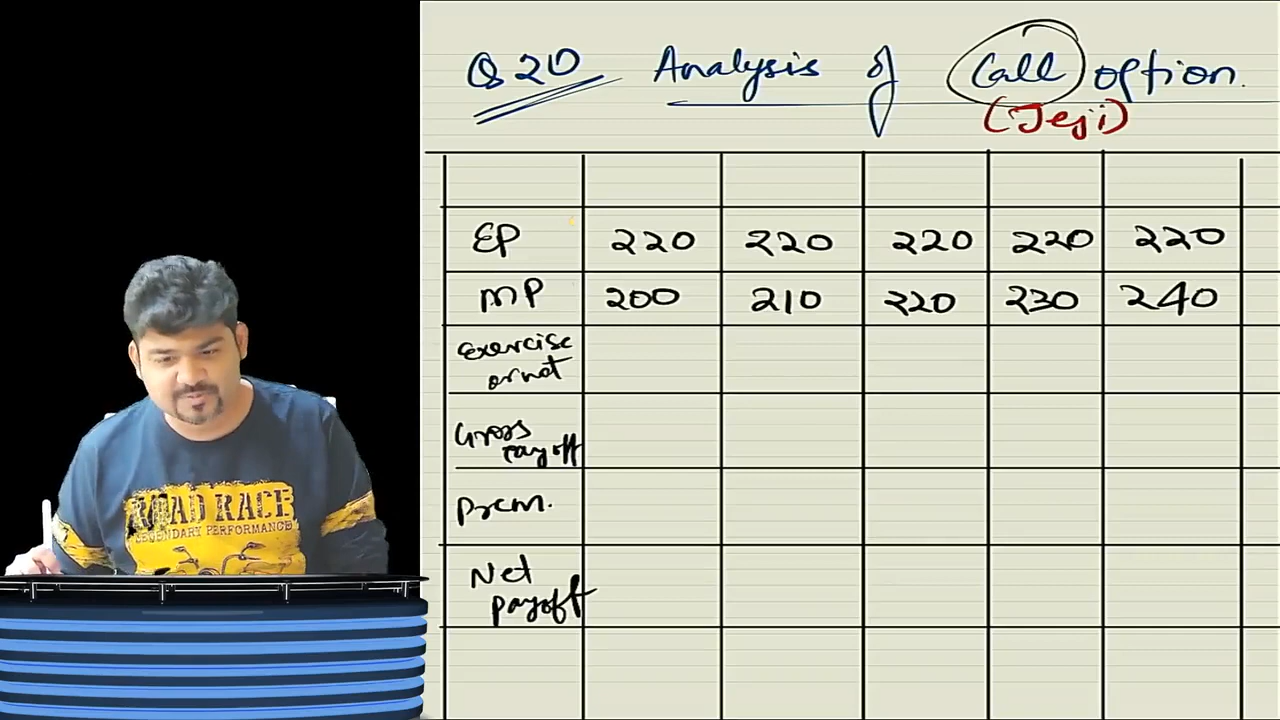 Q 20 Analysis of Call option.
(Teji)
EP 220 220 220 220 220
MP 200 210 220 230 240
Exercise
or not
Gross
payoff
Prem.
Net
payoff
ROAD RACE
LEGENDARY PERFORMANCE